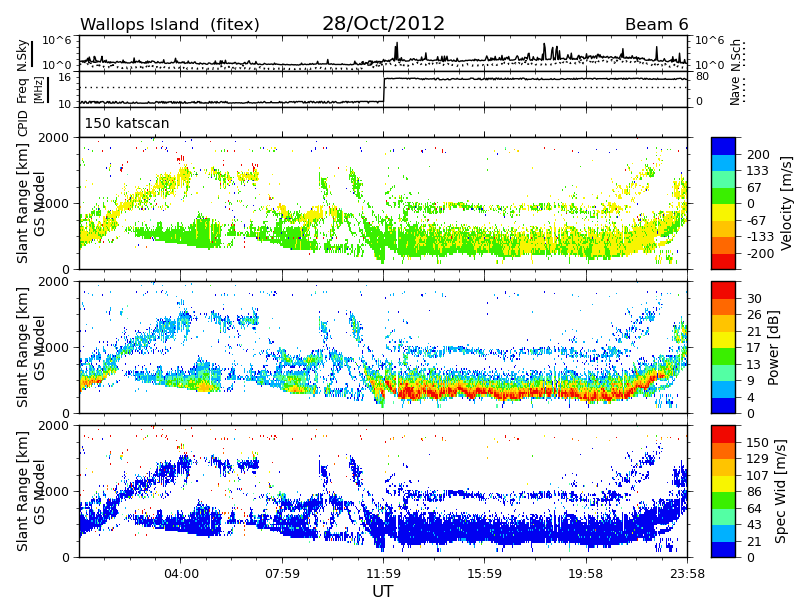 Wallops Island (fitex) 28/Oct/2012 Beam 6
N.Sky 10^6 10^0 10^6 10^0 N.Sch
Freq [MHz] 16 10 80 0 Nave
CPID 150 katscan
Slant Range [km] GS Model 2000 1000 0
200 133 67 0 -67 -133 -200 Velocity [m/s]
Slant Range [km] GS Model 2000 1000 0
30 26 21 17 13 9 4 0 Power [dB]
Slant Range [km] GS Model 2000 1000 0
150 129 107 86 64 43 21 0 Spec Wid [m/s]
04:00 07:59 11:59 15:59 19:58 23:58
UT